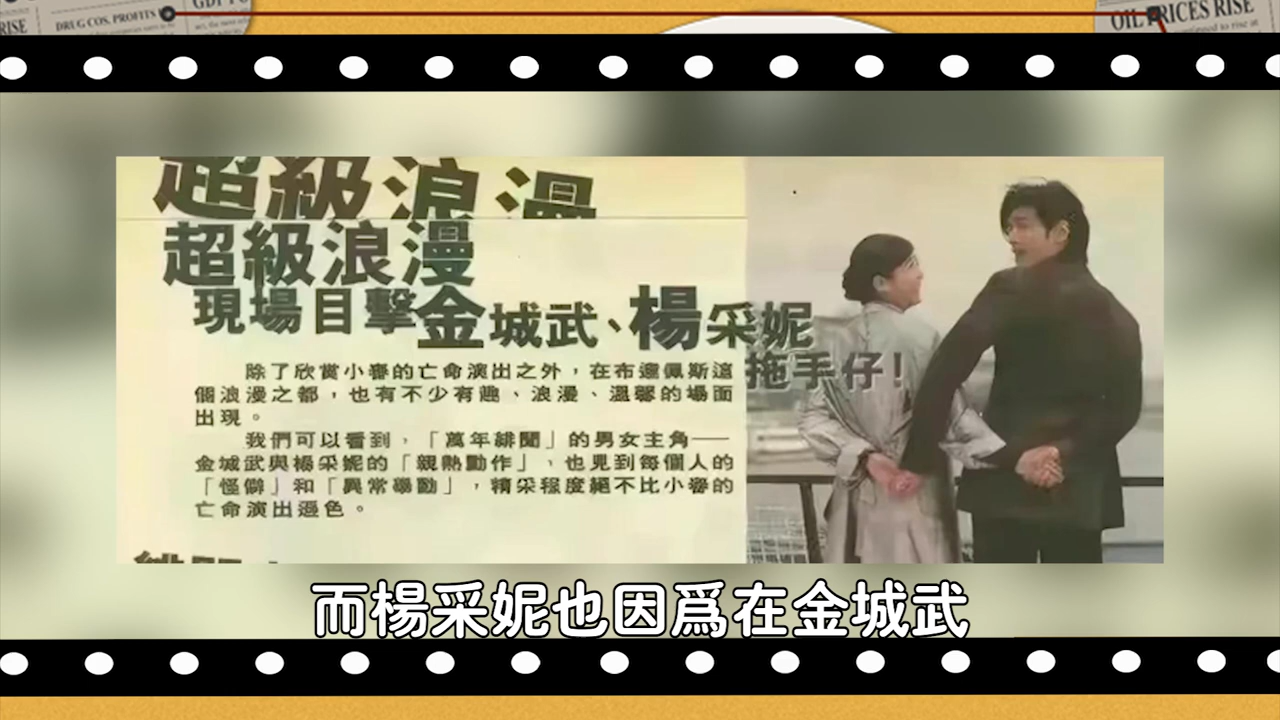 RISE
DRUG COS. PROFITS
OIL PRICES RISE
超級浪漫
超級浪漫
現場目擊金城武、楊采妮
拖手仔!
除了欣賞小春的亡命演出之外,在布達佩斯這
個浪漫之都,也有不少有趣、浪漫、溫馨的場面
出現。
我們可以看到,「萬年緋聞」的男女主角——
金城武與楊采妮的「親熱動作」,也見到每個人的
「怪僻」和「異常舉動」,精采程度絕不比小春的
亡命演出遜色。
而楊采妮也因爲在金城武